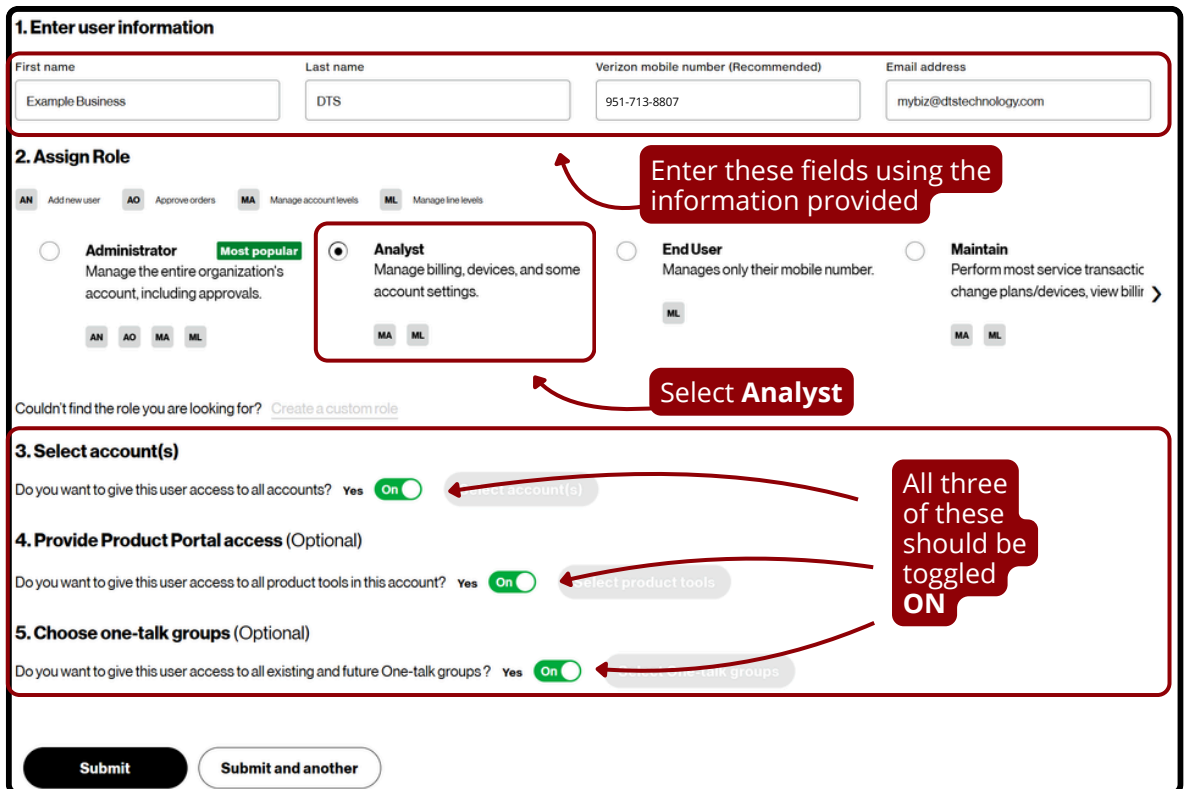 1. Enter user information
First name
Last name
Verizon mobile number (Recommended)
Email address
Example Business
DTS
951-713-8807
mybiz@dtstechnology.com
2. Assign Role
Enter these fields using the
information provided
AN Add new user AO Approve orders MA Manage account levels ML Manage line levels
Administrator Most popular
Manage the entire organization's
account, including approvals.
AN AO MA ML
Analyst
Manage billing, devices, and some
account settings.
MA ML
End User
Manages only their mobile number.
ML
Maintain
Perform most service transactic
change plans/devices, view billir
MA ML
Select Analyst
Couldn't find the role you are looking for? Create a custom role
3. Select account(s)
Do you want to give this user access to all accounts? Yes On Select account(s)
4. Provide Product Portal access (Optional)
Do you want to give this user access to all product tools in this account? Yes On Select product tools
5. Choose one-talk groups (Optional)
Do you want to give this user access to all existing and future One-talk groups ? Yes On Select One-talk groups
All three
of these
should be
toggled
ON
Submit
Submit and another